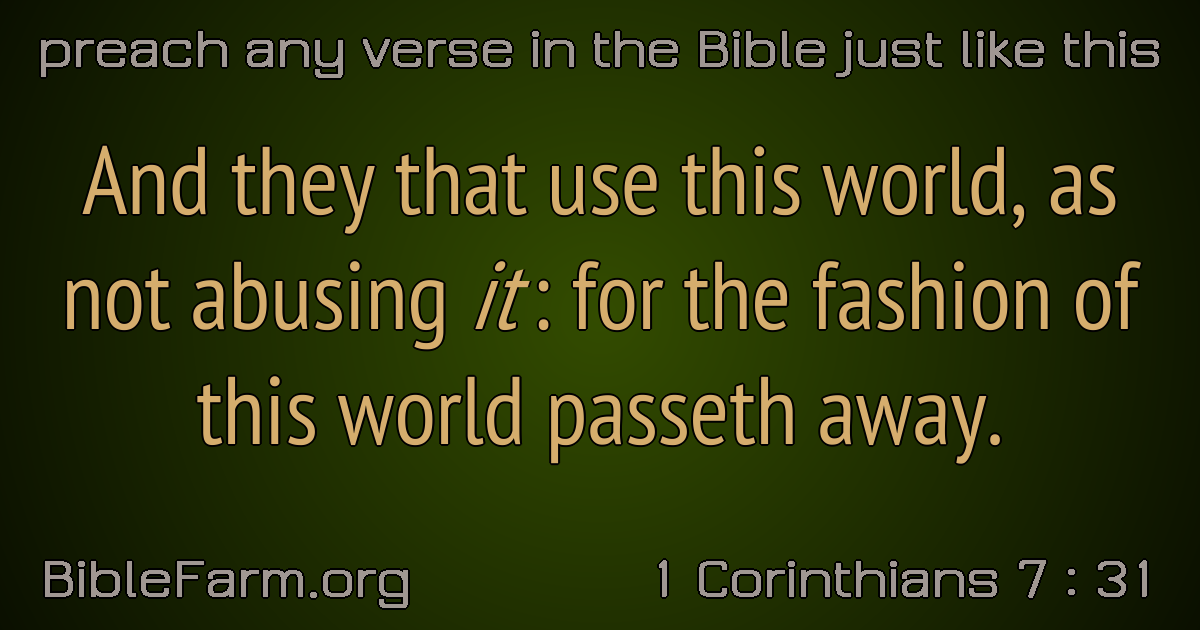 preach any verse in the Bible just like this
And they that use this world, as
not abusing it: for the fashion of
this world passeth away.
BibleFarm.org
1 Corinthians 7 : 31